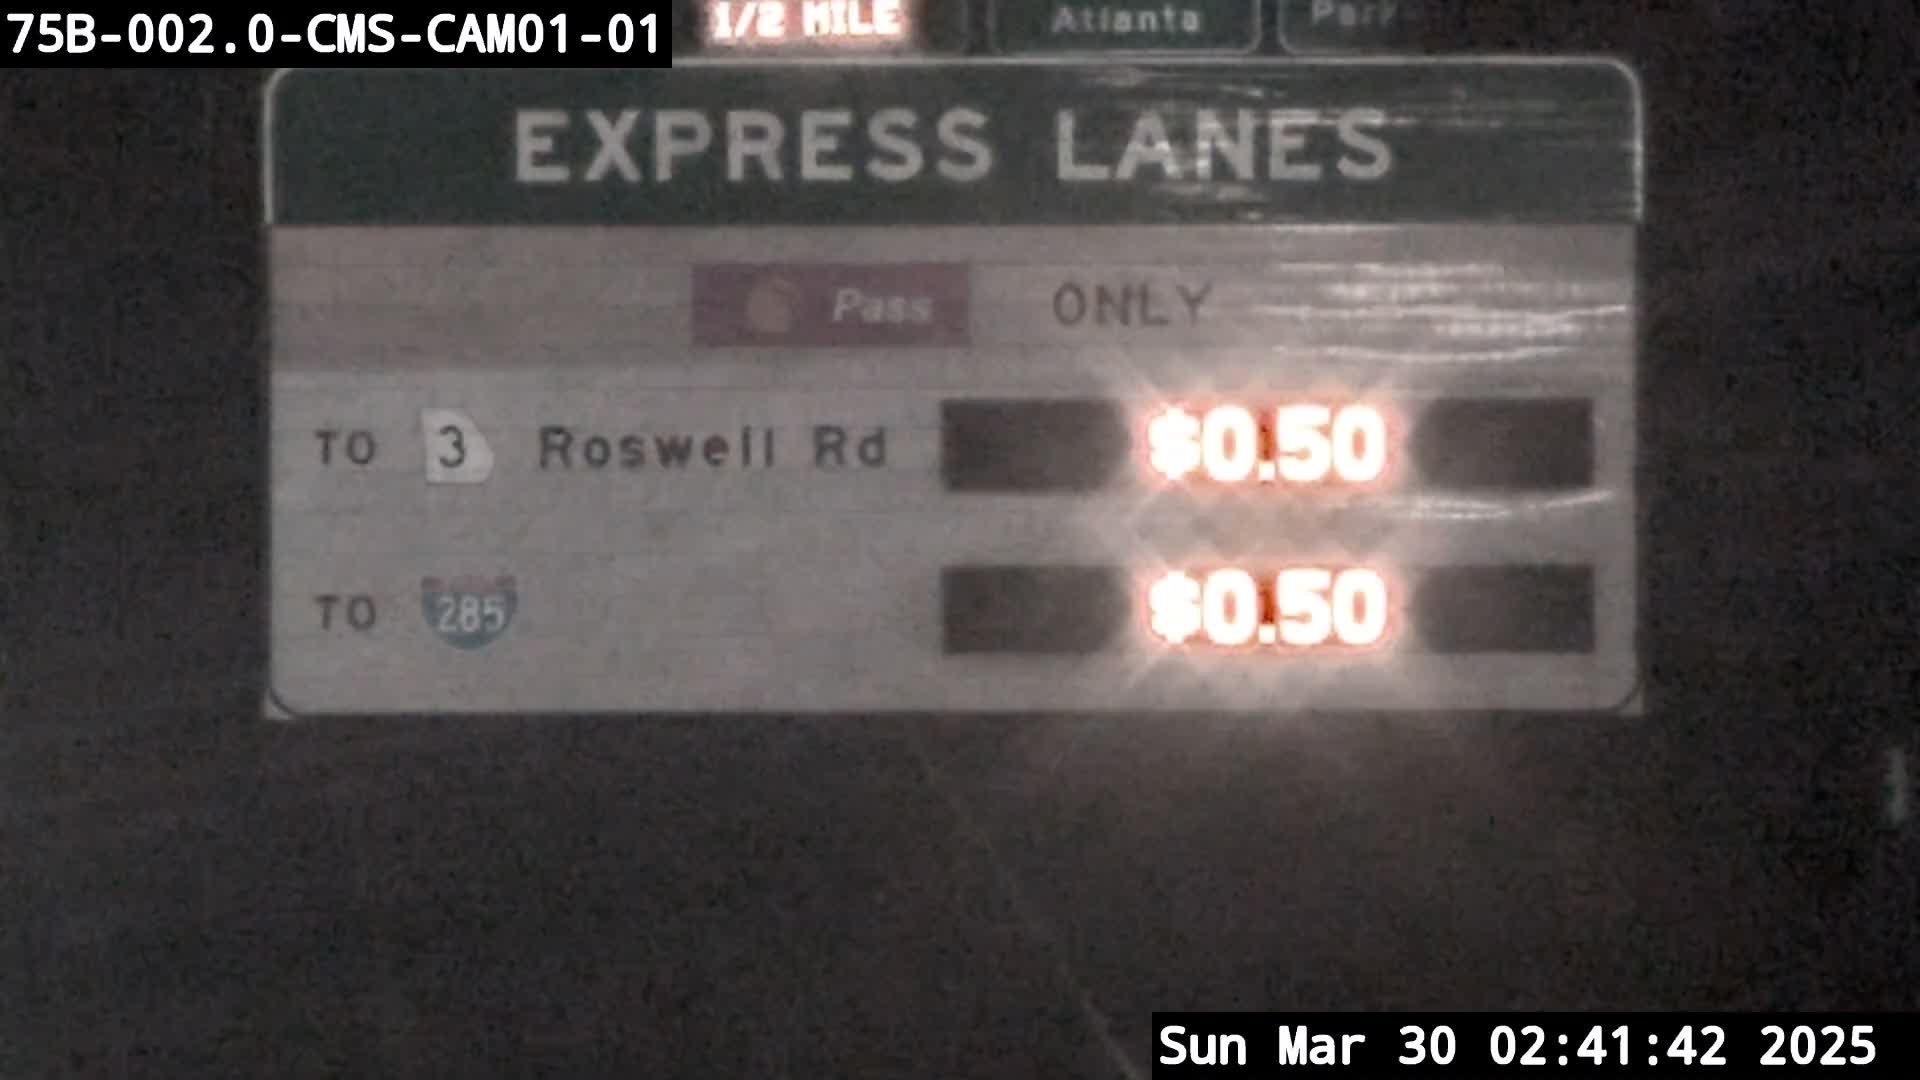 75B-002.0-CMS-CAM01-01
1/2 MILE
Atlanta
Park
EXPRESS LANES
Pass ONLY
TO 3 Roswell Rd $0.50
TO 285 $0.50
Sun Mar 30 02:41:42 2025